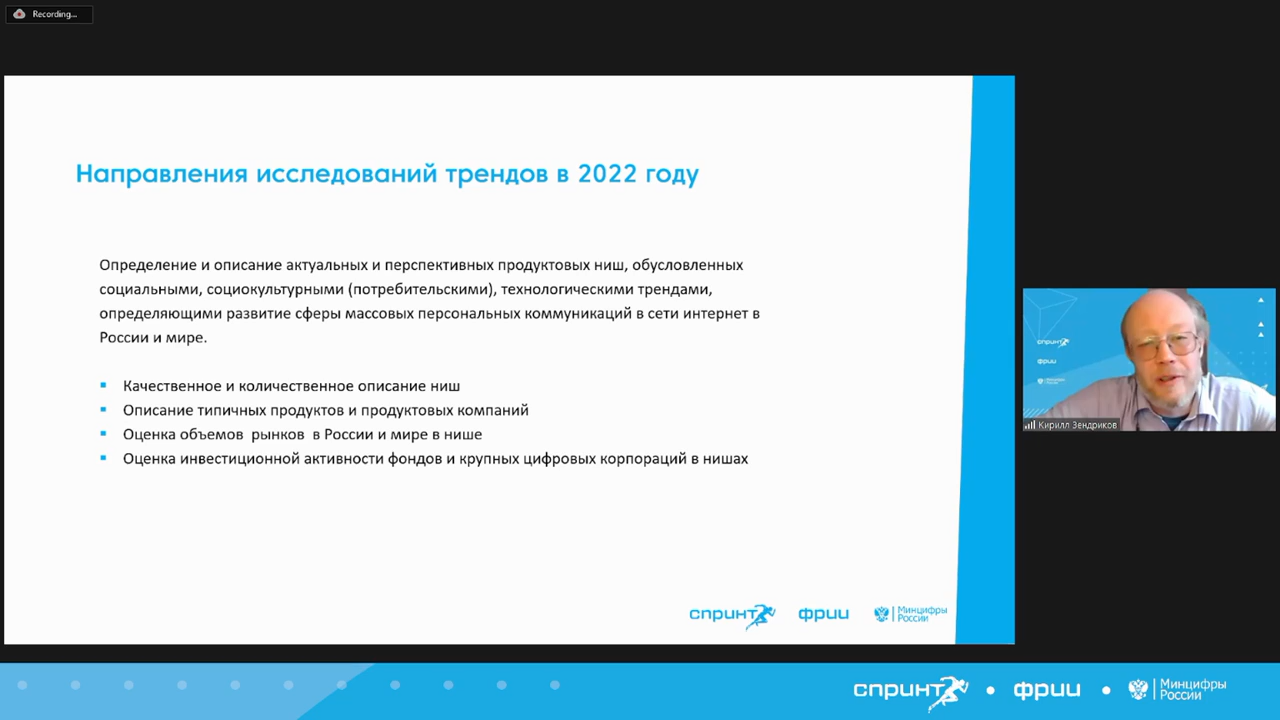 Recording...
Направления исследований трендов в 2022 году
Определение и описание актуальных и перспективных продуктовых ниш, обусловленных
социальными, социокультурными (потребительскими), технологическими трендами,
определяющими развитие сферы массовых персональных коммуникаций в сети интернет в
России и мире.
Качественное и количественное описание ниш
Описание типичных продуктов и продуктовых компаний
Оценка объемов рынков в России и мире в нише
Оценка инвестиционной активности фондов и крупных цифровых корпораций в нишах
спринт
фрии
Кирилл Зендриков
спринт фрии Минцифры
России
спринт • фрии • Минцифры
России